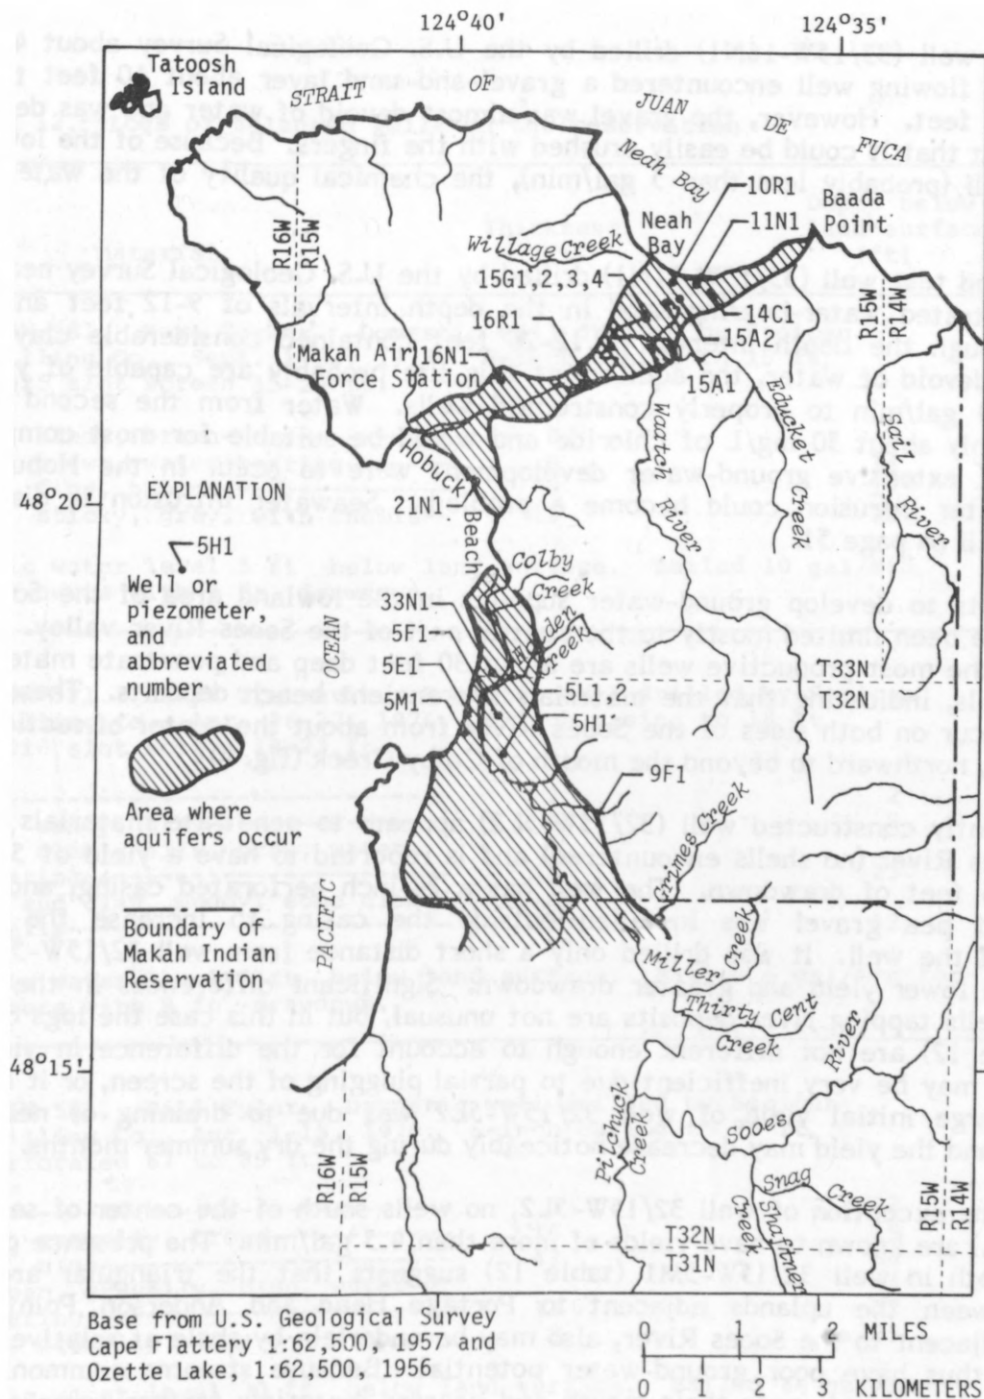 124°40'
124°35'
Tatoosh
Island
STRAIT
OF
JUAN
DE
FUCA
Neah Bay
10R1
11N1
Baada
Point
Neah
Bay
R16W
R15W
Village Creek
15G1,2,3,4
16R1
14C1
15A2
R15W
R14W
Makah Air
Force Station
16N1
15A1
Waatch
River
Educket
Creek
Sail
River
Hobuck
Beach
48°20'
EXPLANATION
21N1
5H1
Well or
piezometer,
and
abbreviated
number
Colby
Creek
33N1
5F1
5E1
5M1
Creek
OCEAN
T33N
T32N
5L1,2
5H1
9F1
Area where
aquifers occur
Grimes Creek
Boundary of
Makah Indian
Reservation
PACIFIC
Miller
Creek
Thirty Cent
Creek
River
48°15'
Pilchuck
Creek
Sooes
Snag
Creek
R16W
R15W
R15W
R14W
Creek
T32N
T31N
Base from U.S. Geological Survey
Cape Flattery 1:62,500, 1957 and
Ozette Lake, 1:62,500, 1956
0 1 2 MILES
0 1 2 KILOMETERS